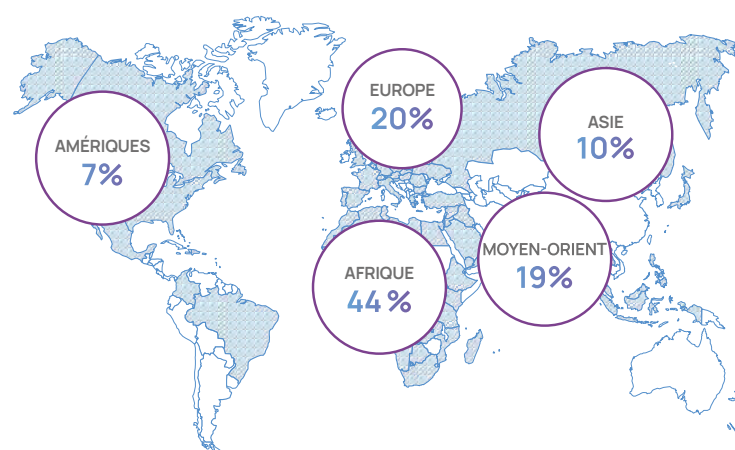 EUROPE
20%
ASIE
10%
AMÉRIQUES
7%
MOYEN-ORIENT
19%
AFRIQUE
44 %